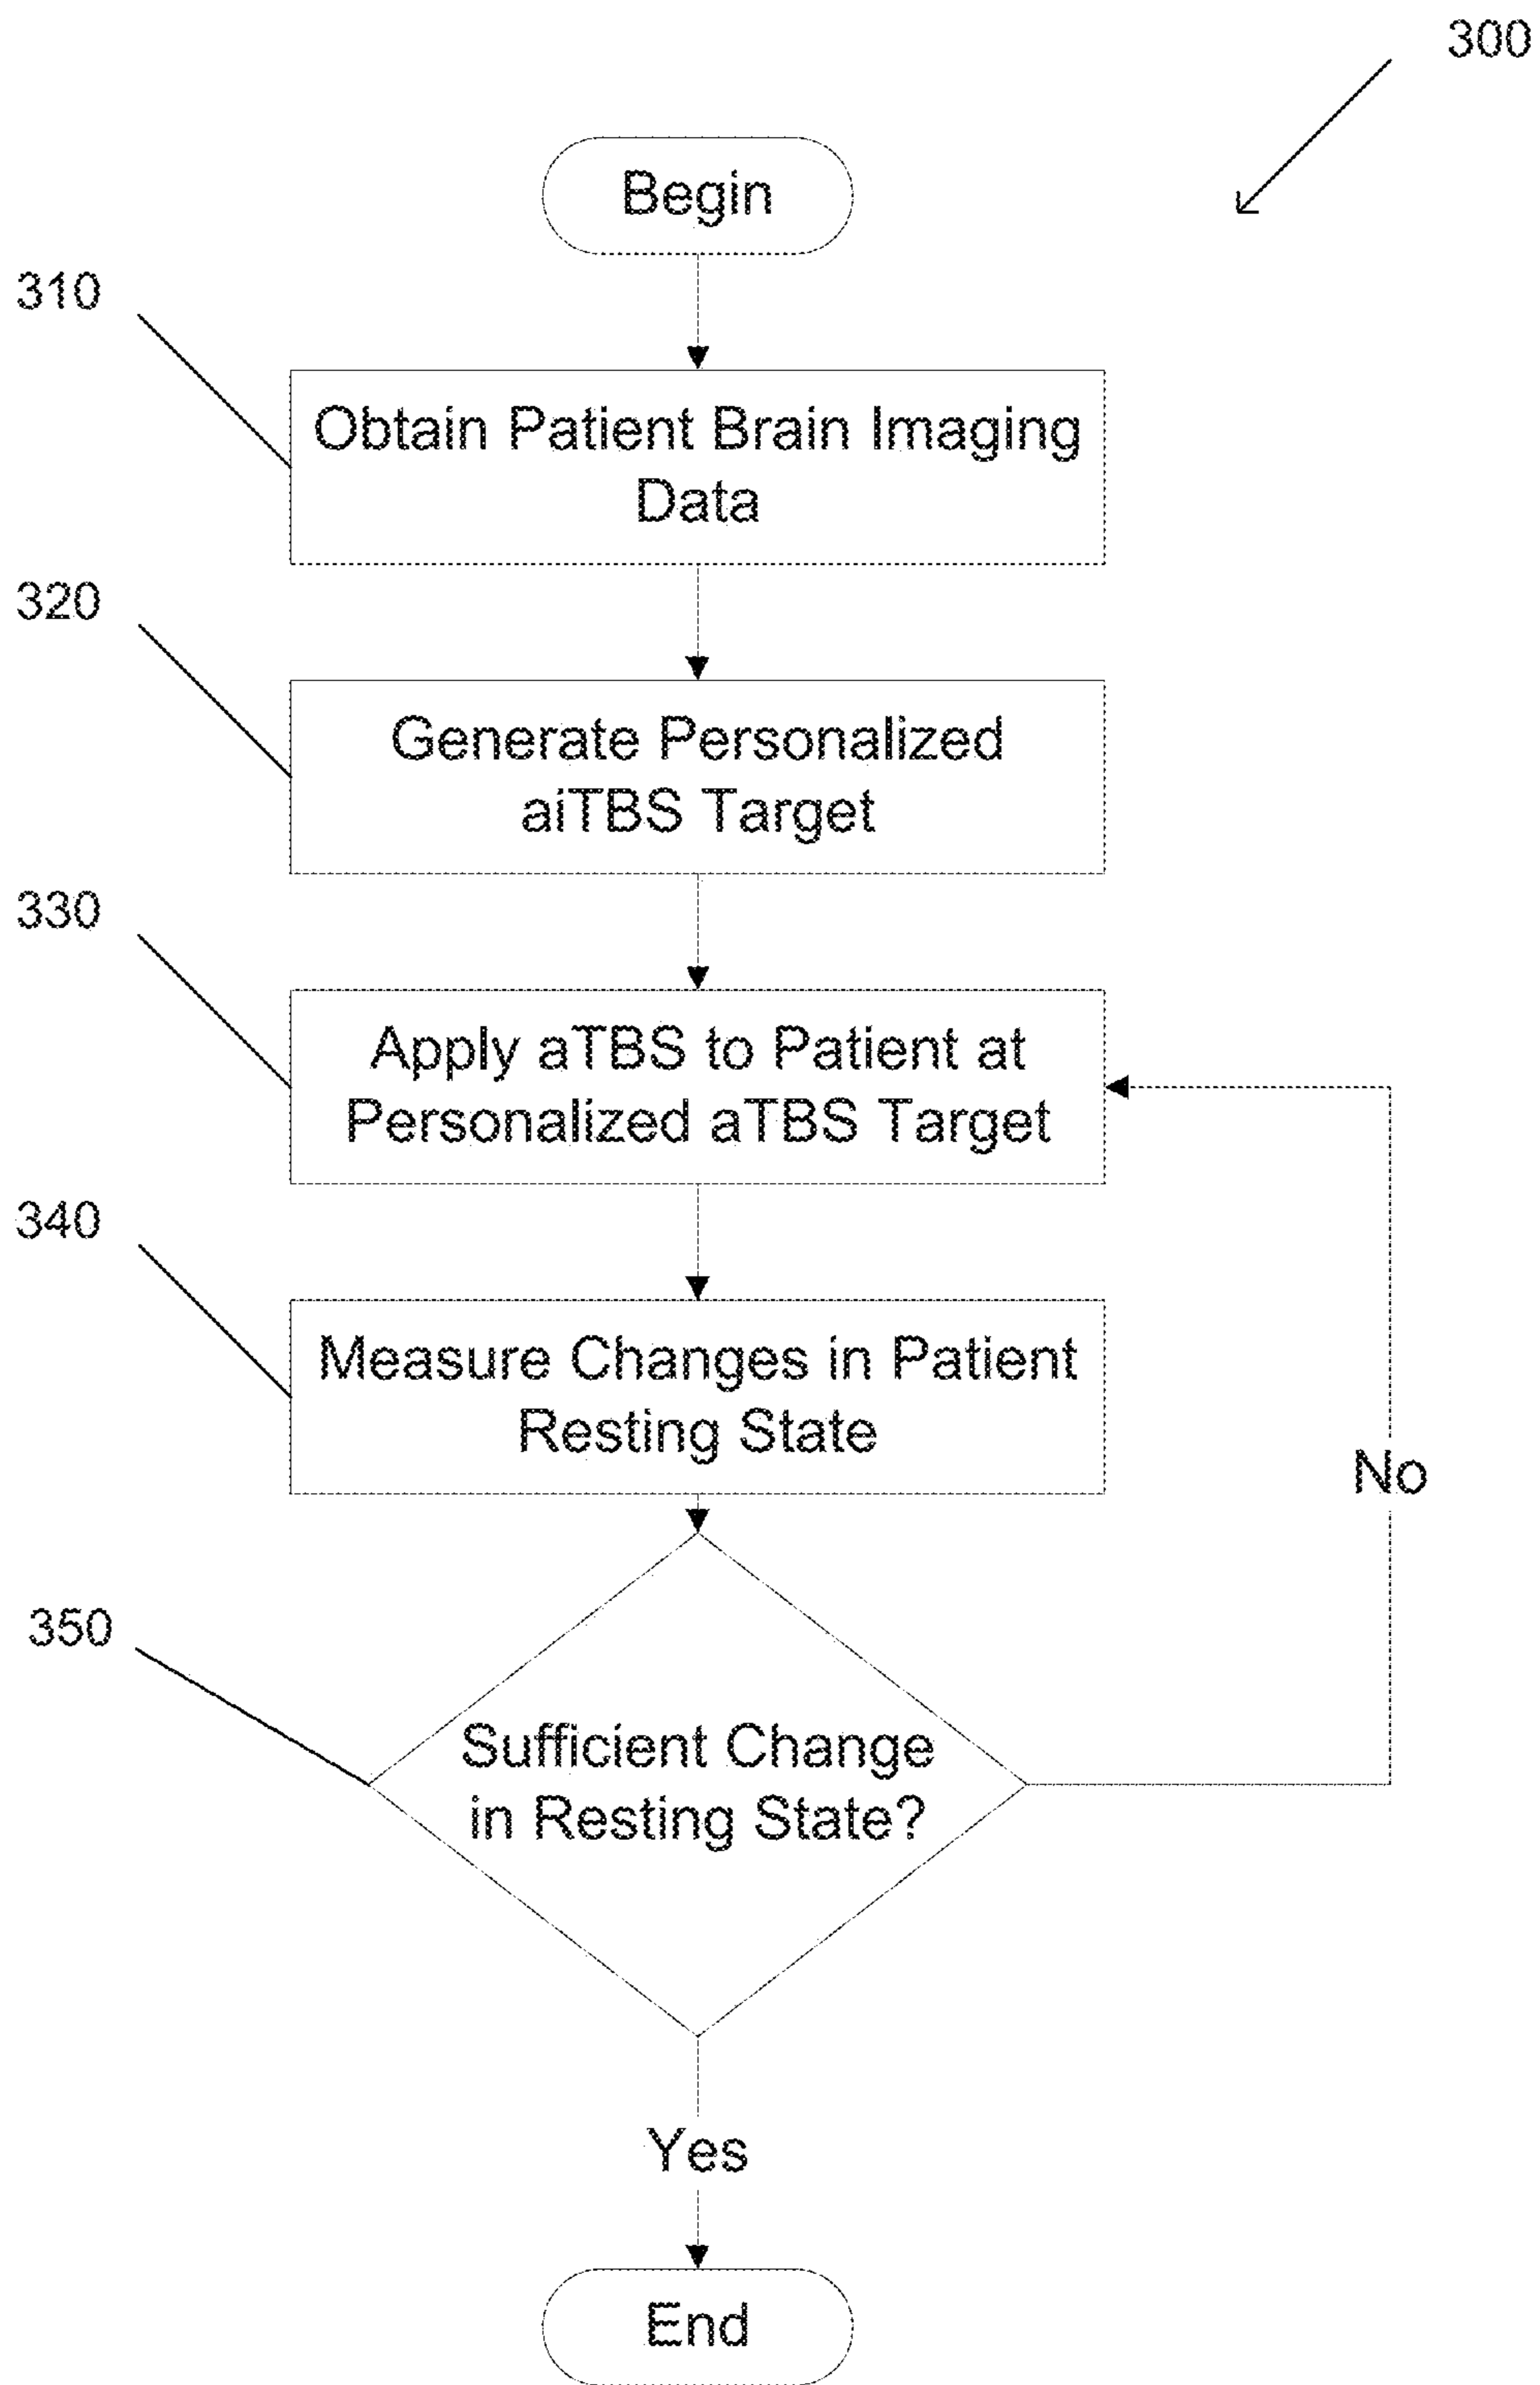 300
Begin
310
Obtain Patient Brain Imaging
Data
320
Generate Personalized
aiTBS Target
330
Apply aTBS to Patient at
Personalized aTBS Target
340
Measure Changes in Patient
Resting State
No
350
Sufficient Change
in Resting State?
Yes
End